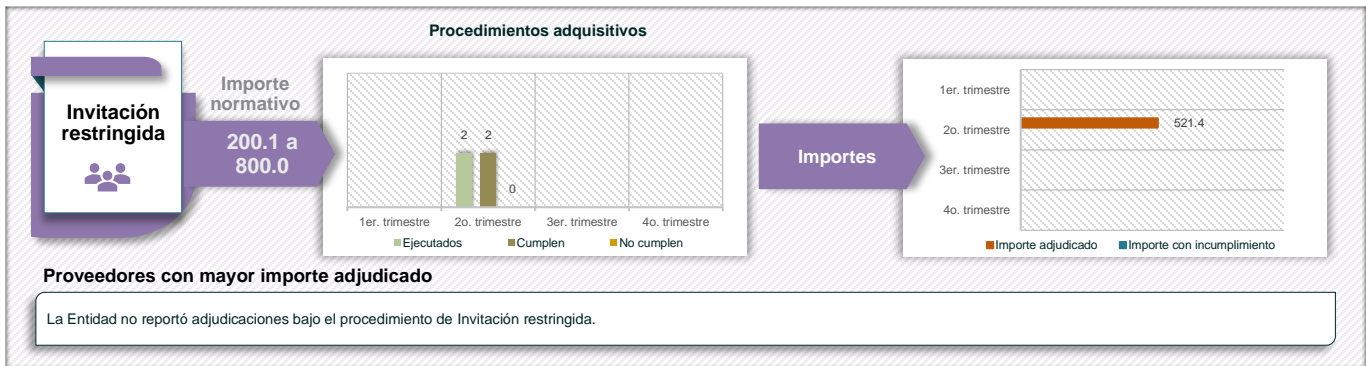 Procedimientos adquisitivos
Invitación
restringida
Importe
normativo
200.1 a
800.0
2
2
0
1er. trimestre
2o. trimestre
3er. trimestre
4o. trimestre
Ejecutados
Cumplen
No cumplen
Importes
1er. trimestre
2o. trimestre
521.4
3er. trimestre
4o. trimestre
Importe adjudicado
Importe con incumplimiento
Proveedores con mayor importe adjudicado
La Entidad no reportó adjudicaciones bajo el procedimiento de Invitación restringida.